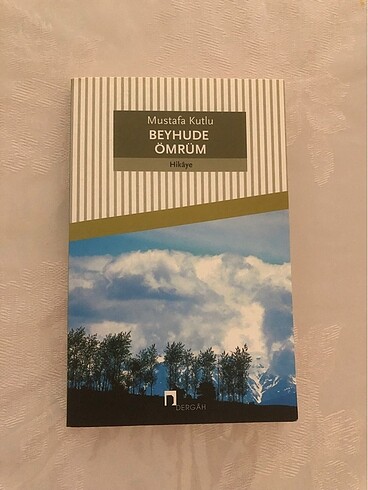 Mustafa Kutlu
BEYHUDE
ÖMRÜM
Hikâye
DERGÂH